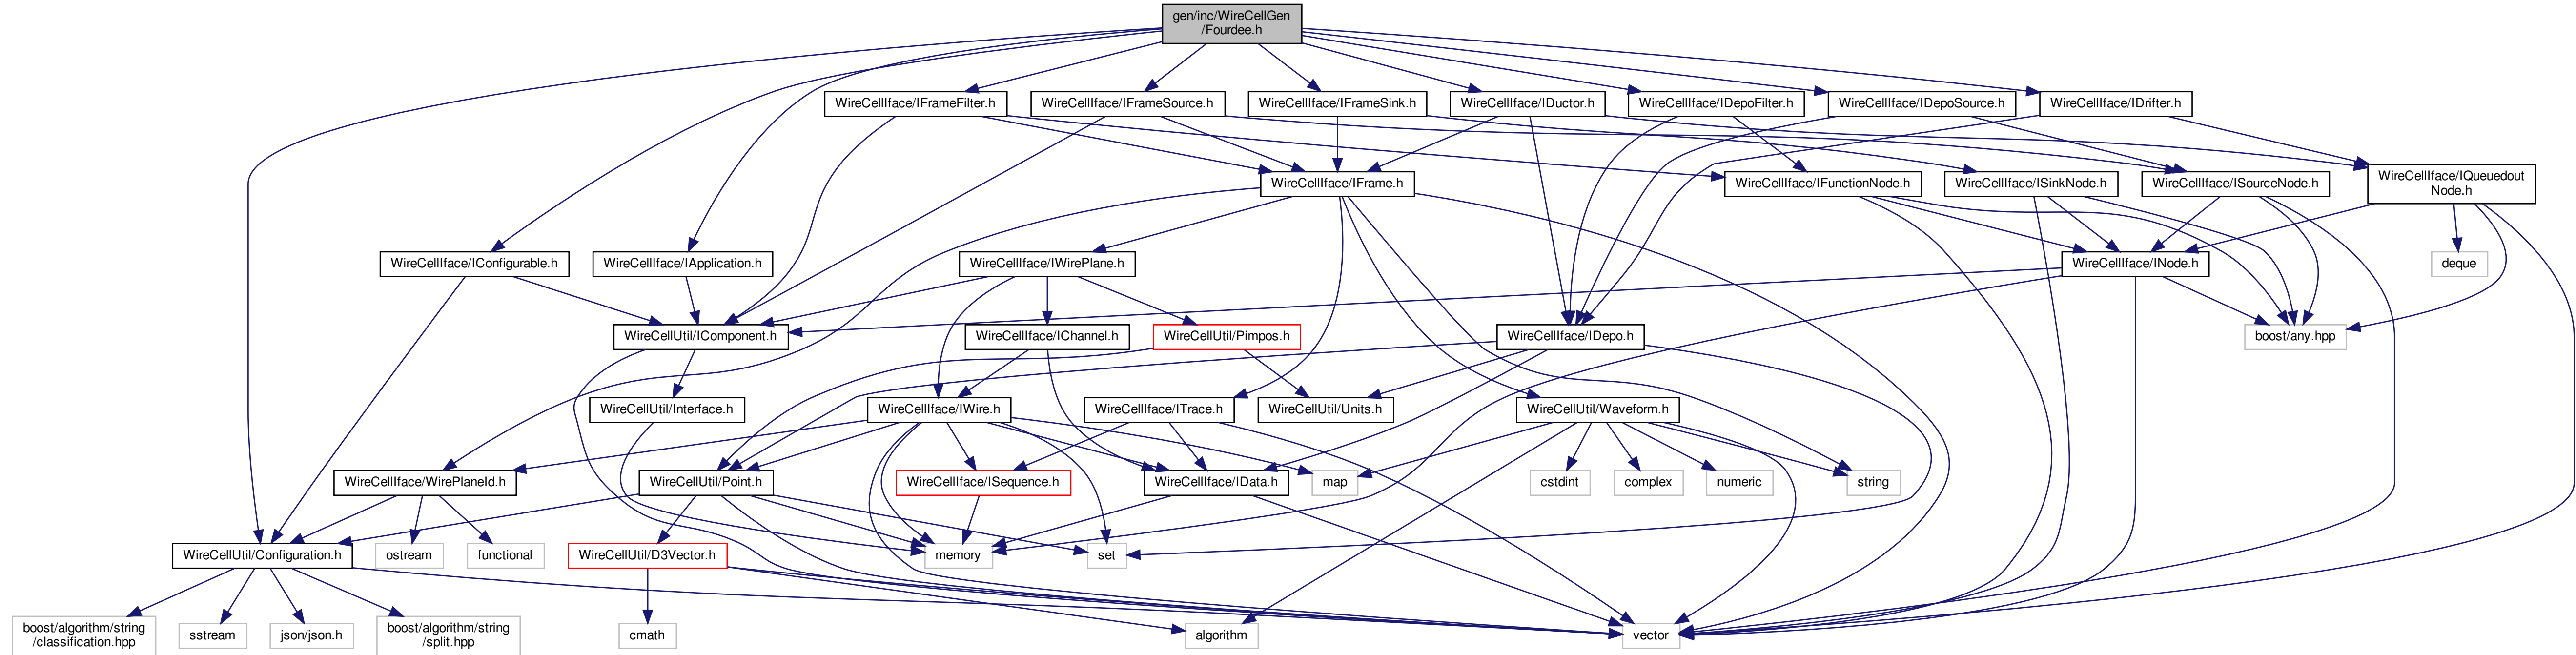 gen/inc/WireCellGen
/Fourdee.h
WireCellIface/IFrameFilter.h
WireCellIface/IFrameSource.h
WireCellIface/IFrameSink.h
WireCellIface/IDuctor.h
WireCellIface/IDepoFilter.h
WireCellIface/IDepoSource.h
WireCellIface/IDrifter.h
WireCellIface/IFrame.h
WireCellIface/IFunctionNode.h
WireCellIface/ISinkNode.h
WireCellIface/ISourceNode.h
WireCellIface/IQueuedout
Node.h
WireCellIface/IConfigurable.h
WireCellIface/IApplication.h
WireCellIface/IWirePlane.h
WireCellIface/INode.h
deque
WireCellUtil/IComponent.h
WireCellIface/IChannel.h
WireCellUtil/Pimpos.h
WireCellIface/IDepo.h
boost/any.hpp
WireCellUtil/Interface.h
WireCellIface/IWire.h
WireCellIface/ITrace.h
WireCellUtil/Units.h
WireCellUtil/Waveform.h
WireCellIface/WirePlaneId.h
WireCellUtil/Point.h
WireCellIface/ISequence.h
WireCellIface/IData.h
map
cstdint
complex
numeric
string
WireCellUtil/Configuration.h
ostream
functional
WireCellUtil/D3Vector.h
memory
set
boost/algorithm/string
/classification.hpp
sstream
json/json.h
boost/algorithm/string
/split.hpp
cmath
algorithm
vector